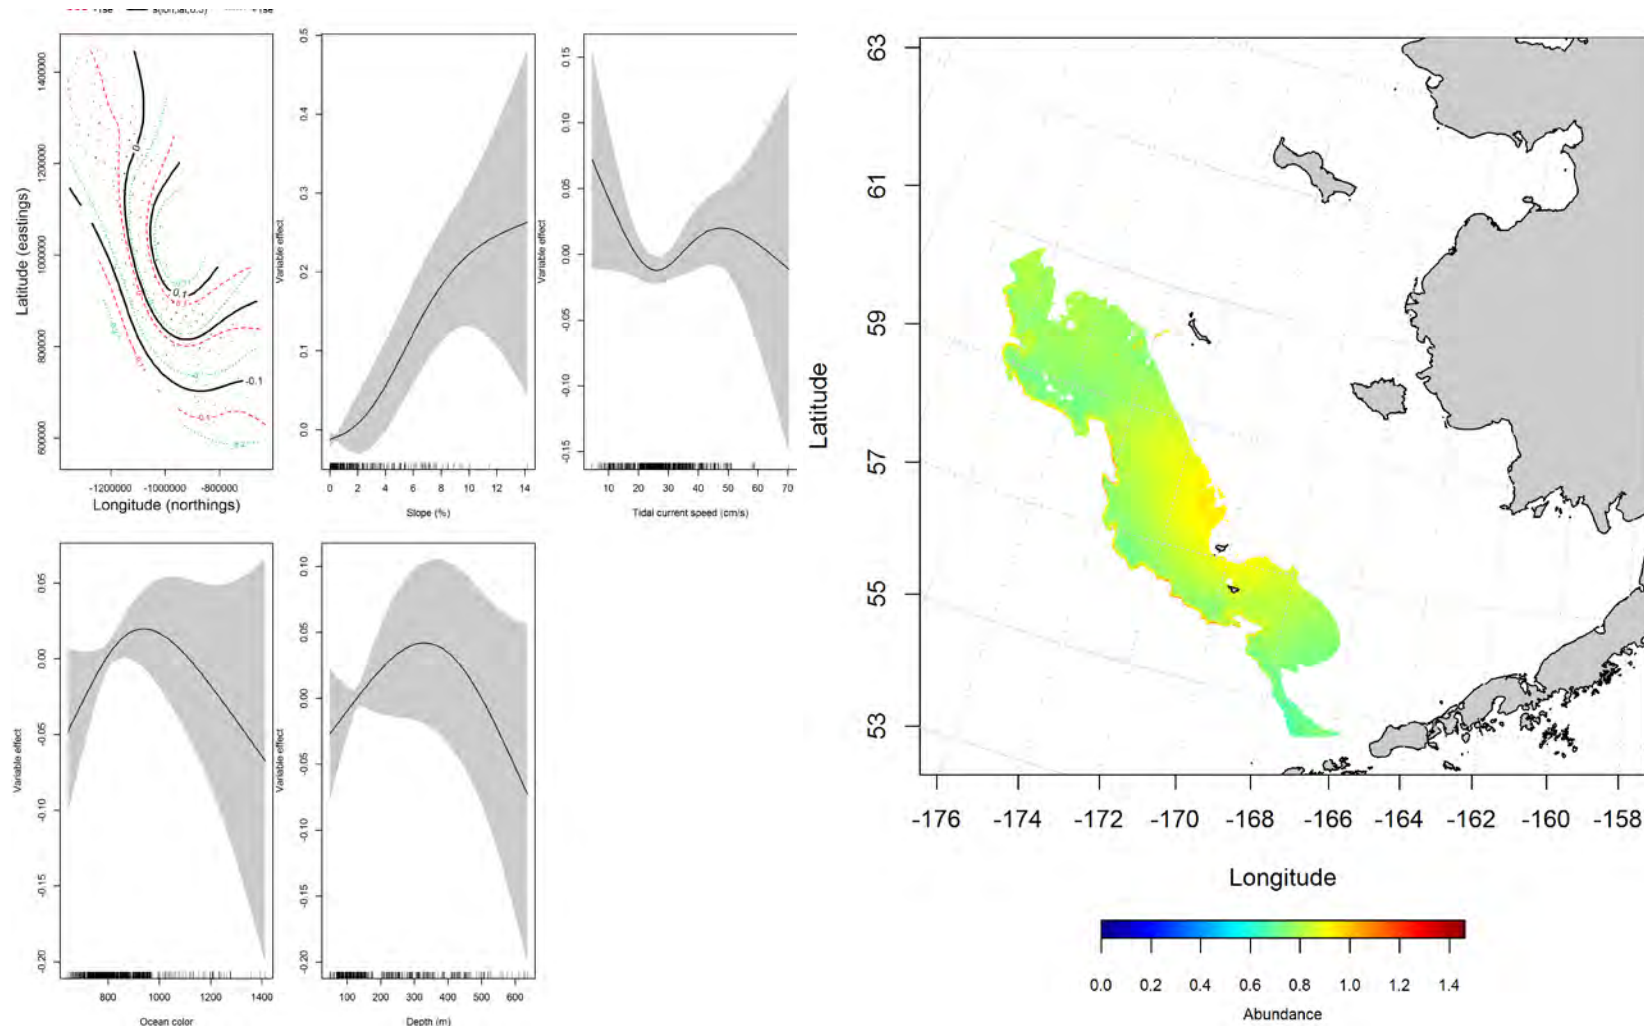 -1se s(lon,lat,8.5) +1se
Latitude (eastings)
600000 800000 1000000 1200000 1400000
0
0.1
-0.1
-1200000 -1000000 -800000
Longitude (northings)
Variable effect
0.0 0.1 0.2 0.3 0.4 0.5
0 2 4 6 8 10 12 14
Slope (%)
Variable effect
-0.15 -0.10 -0.05 0.00 0.05 0.10 0.15
0 10 20 30 40 50 60 70
Tidal current speed (cm/s)
Variable effect
-0.20 -0.15 -0.10 -0.05 0.00 0.05
800 1000 1200 1400
Ocean color
Variable effect
-0.20 -0.15 -0.10 -0.05 0.00 0.05 0.10
100 200 300 400 500 600
Depth (m)
Latitude
53 55 57 59 61 63
-176 -174 -172 -170 -168 -166 -164 -162 -160 -158
Longitude
0.0 0.2 0.4 0.6 0.8 1.0 1.2 1.4
Abundance